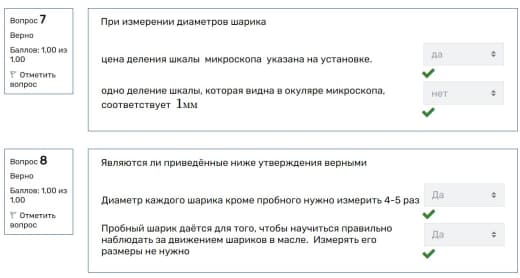 Вопрос 7
Верно
Баллов: 1,00 из
1,00
Отметить
вопрос
При измерении диаметров шарика
цена деления шкалы микроскопа указана на установке.
да
одно деление шкалы, которая видна в окуляре микроскопа,
соответствует 1мм
нет
Вопрос 8
Верно
Баллов: 1,00 из
1,00
Отметить
вопрос
Являются ли приведённые ниже утверждения верными
Диаметр каждого шарика кроме пробного нужно измерить 4-5 раз
Да
Пробный шарик даётся для того, чтобы научиться правильно
наблюдать за движением шариков в масле. Измерять его
размеры не нужно
Да